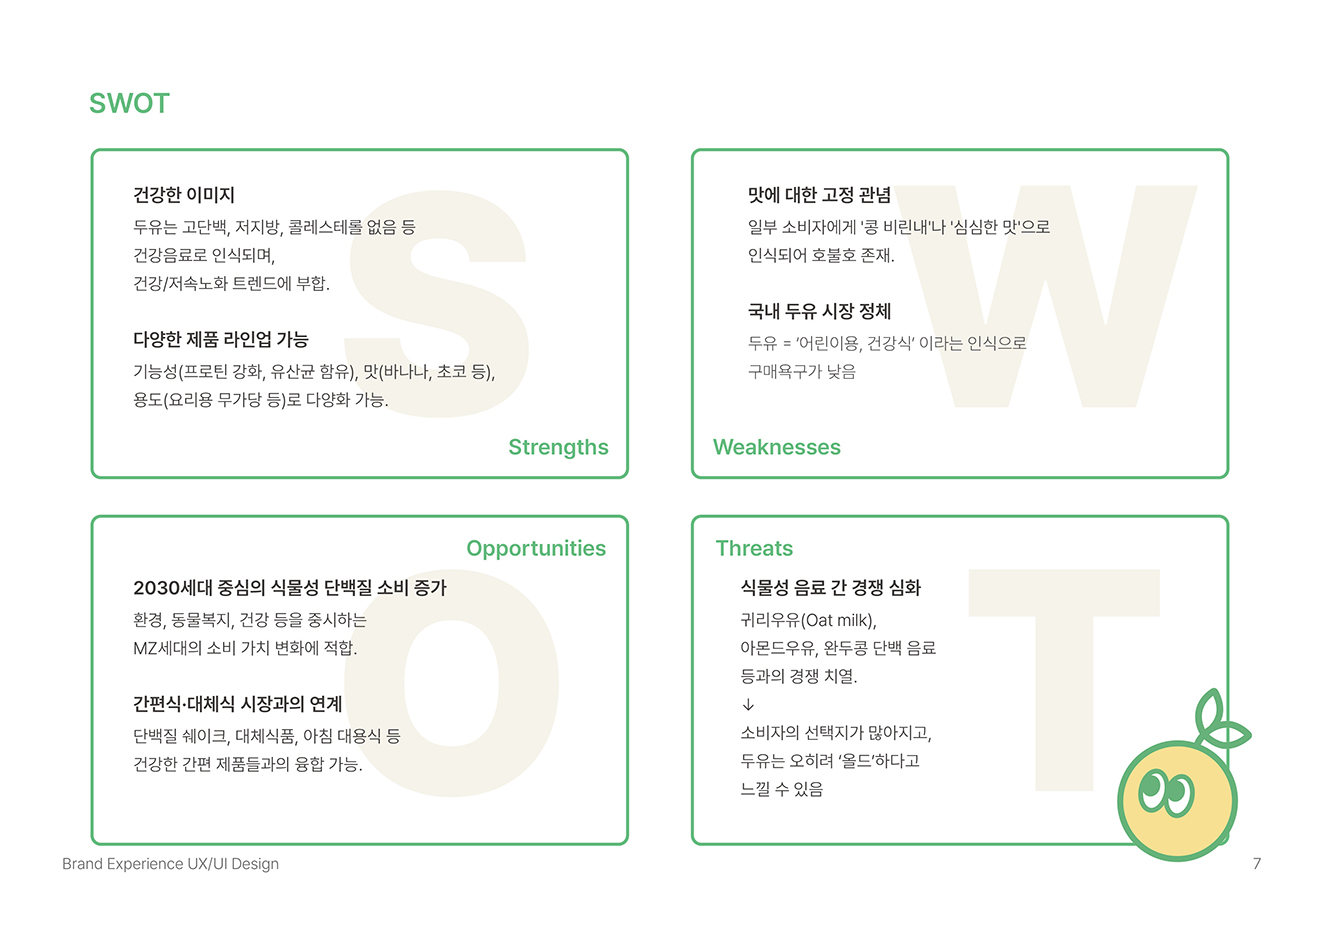 SWOT
건강한 이미지
두유는 고단백, 저지방, 콜레스테롤 없음 등
건강음료로 인식되며,
건강/저속노화 트렌드에 부합.
다양한 제품 라인업 가능
기능성(프로틴 강화, 유산균 함유), 맛(바나나, 초코 등),
용도(요리용 무가당 등)로 다양화 가능.
S
Strengths
맛에 대한 고정 관념
일부 소비자에게 '콩 비린내'나 '심심한 맛'으로
인식되어 호불호 존재.
국내 두유 시장 정체
두유 = ‘어린이용, 건강식’ 이라는 인식으로
구매욕구가 낮음
W
Weaknesses
Opportunities
2030세대 중심의 식물성 단백질 소비 증가
환경, 동물복지, 건강 등을 중시하는
MZ세대의 소비 가치 변화에 적합.
간편식·대체식 시장과의 연계
단백질 쉐이크, 대체식품, 아침 대용식 등
건강한 간편 제품들과의 융합 가능.
O
Threats
식물성 음료 간 경쟁 심화
귀리우유(Oat milk),
아몬드우유, 완두콩 단백 음료
등과의 경쟁 치열.
↓
소비자의 선택지가 많아지고,
두유는 오히려 ‘올드’하다고
느낄 수 있음
T
Brand Experience UX/UI Design
7